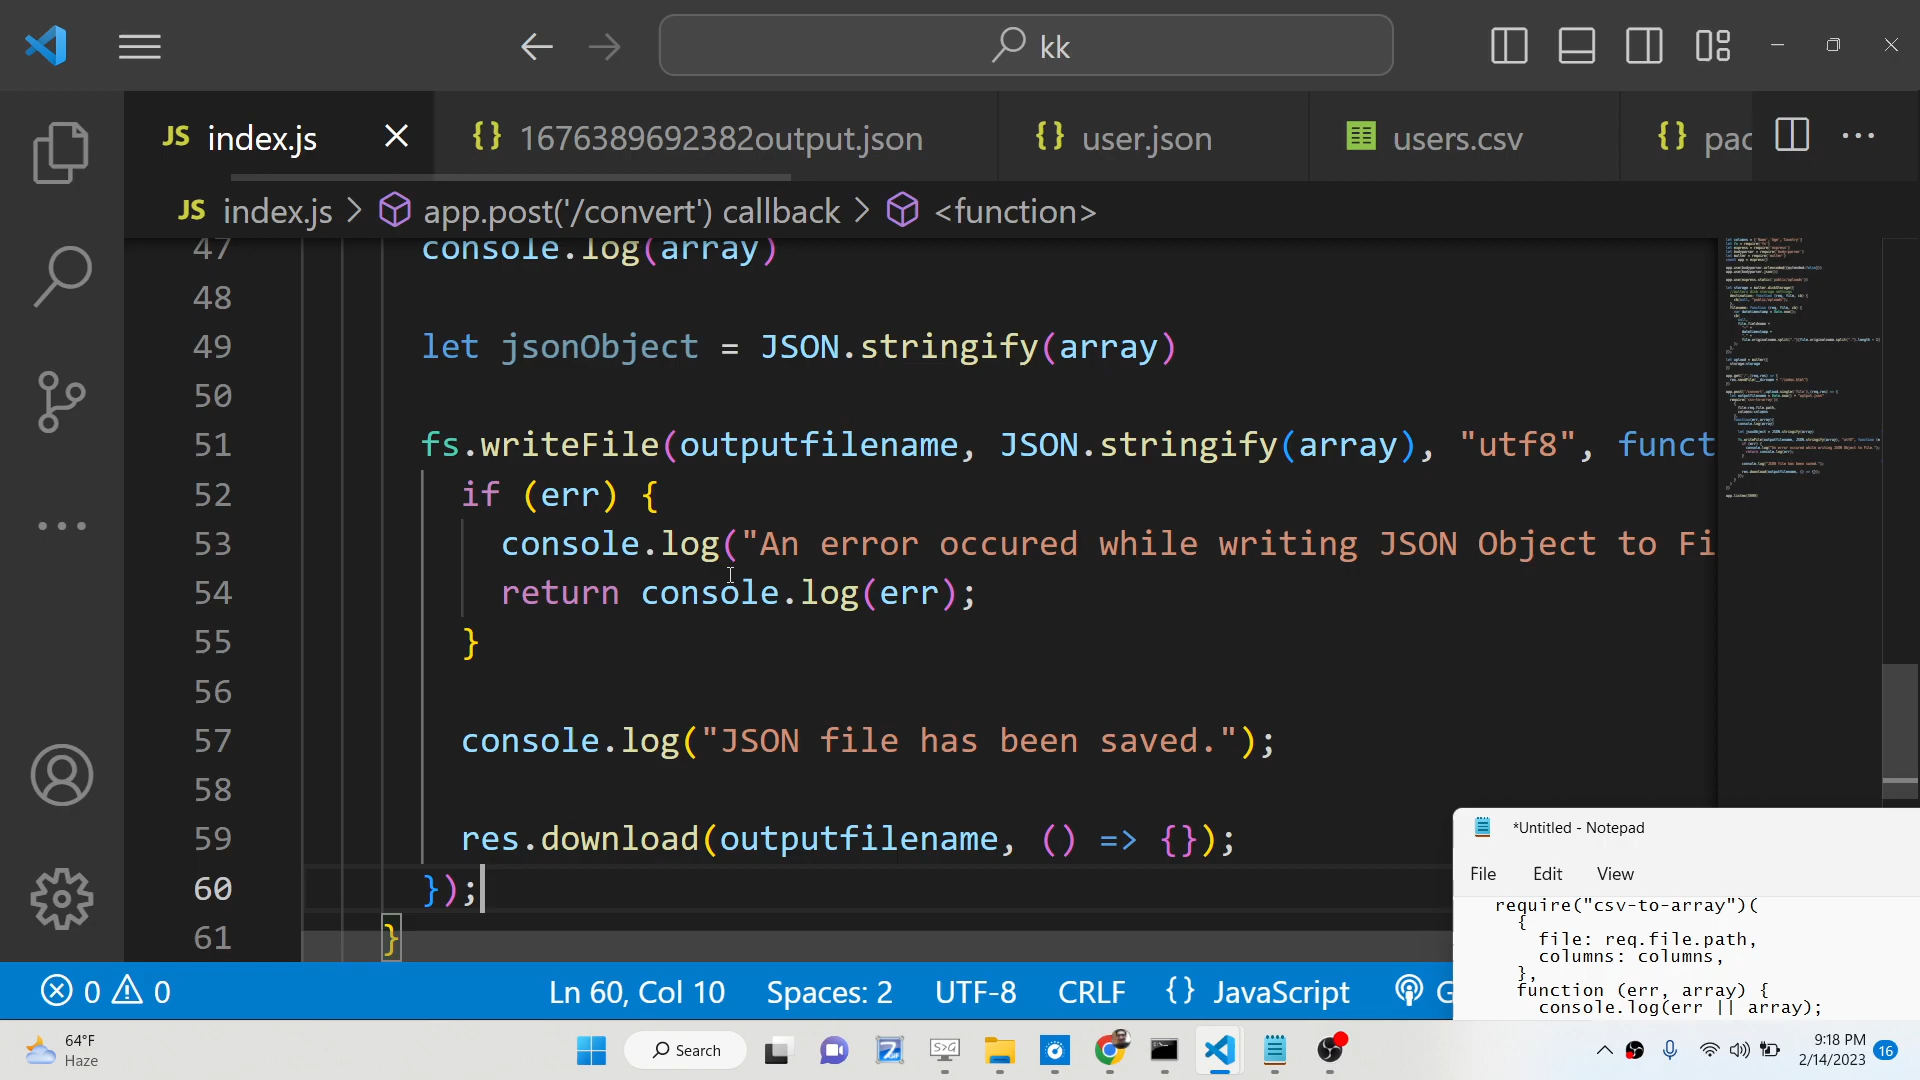 kk
JS index.js
{} 1676389692382output.json
{} user.json
users.csv
{} pac
JS index.js > app.post('/convert') callback > <function>
47 console.log(array)
48
49 let jsonObject = JSON.stringify(array)
50
51 fs.writeFile(outputfilename, JSON.stringify(array), "utf8", funct
52 if (err) {
53 console.log("An error occured while writing JSON Object to Fi
54 return console.log(err);
55 }
56
57 console.log("JSON file has been saved.");
58
59 res.download(outputfilename, () => {});
60 });
61 }
0 0 Ln 60, Col 10 Spaces: 2 UTF-8 CRLF {} JavaScript G
*Untitled - Notepad
File Edit View
require("csv-to-array")(
{
file: req.file.path,
columns: columns,
},
function (err, array) {
console.log(err || array);
64°F
Haze
Search
9:18 PM
2/14/2023
16